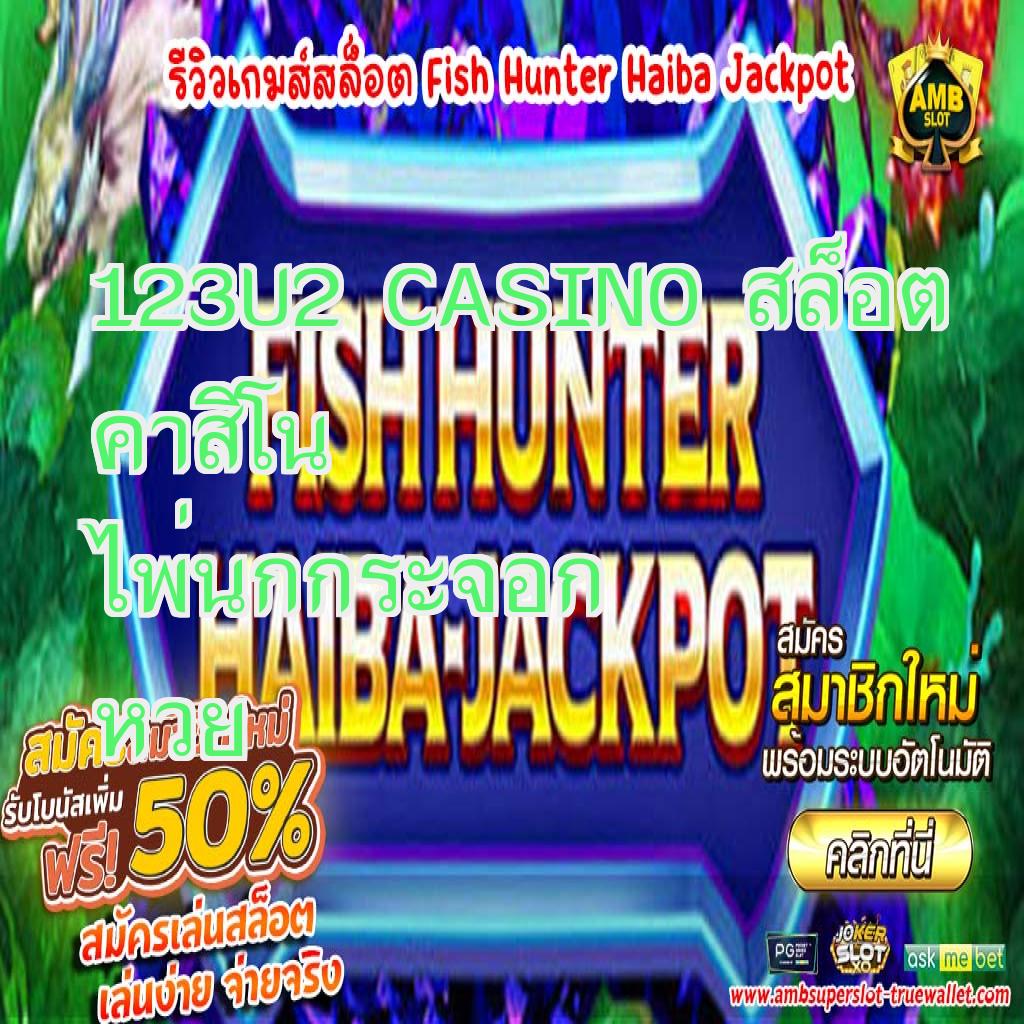 รีวิวเกมส์สล็อต Fish Hunter Haiba Jackpot
AMB
SLOT
123U2 CASINO สล็อต
คาสิโน
ไพ่นกกระจอก
หวย
FISH HUNTER
HAIBA·JACKPOT
สมัคร
สมาชิกใหม่
พร้อมระบบอัตโนมัติ
คลิกที่นี่
รับโบนัสเพิ่ม
ฟรี! 50%
สมัครเล่นสล็อต
เล่นง่าย จ่ายจริง
PG
JOKER
SLOT
XO
ask me bet
www.ambsuperslot-truewallet.com